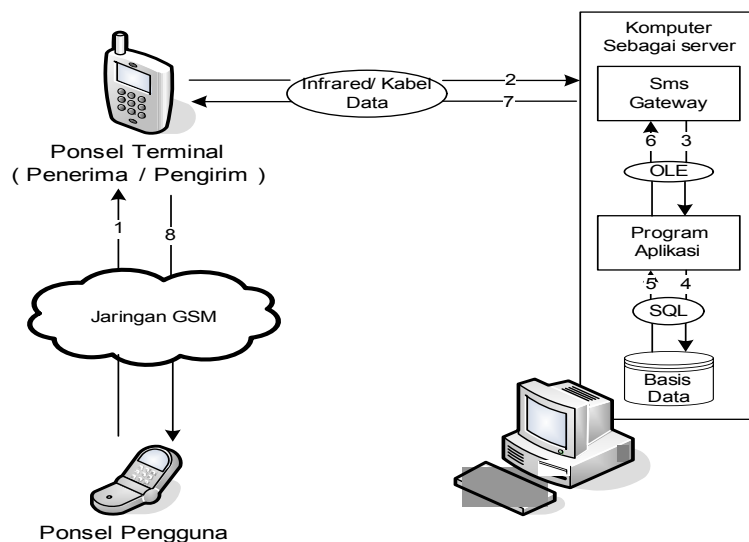 Komputer
Sebagai server
Sms
Gateway
6
3
OLE
Program
Aplikasi
5
4
SQL
Basis
Data
Infrared/ Kabel
Data
2
7
Ponsel Terminal
( Penerima / Pengirim )
1
8
Jaringan GSM
Ponsel Pengguna